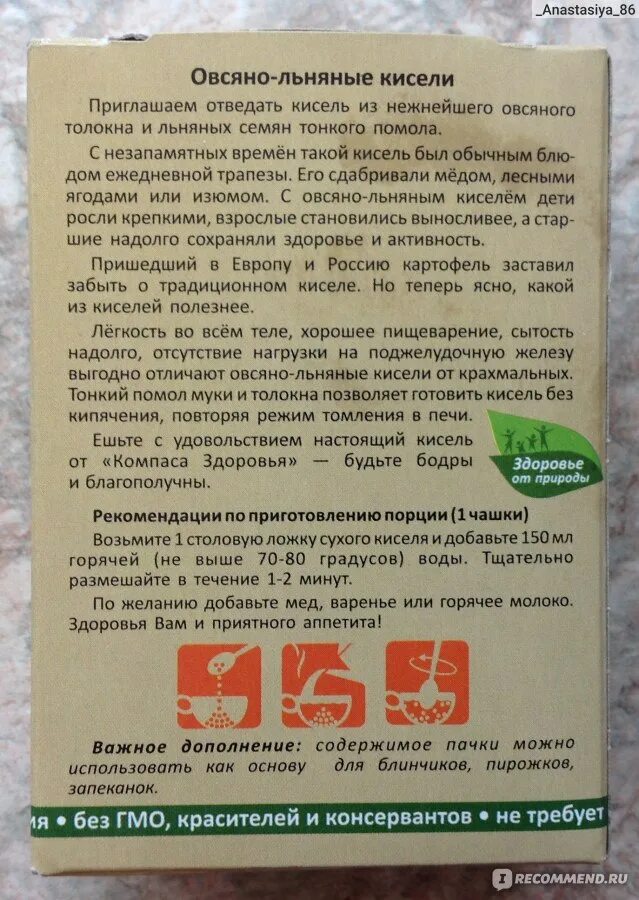 _Anastasiya_86
Овсяно-льняные кисели
Приглашаем отведать кисель из нежнейшего овсяного
толокна и льняных семян тонкого помола.
С незапамятных времён такой кисель был обычным блю-
дом ежедневной трапезы. Его сдабривали мёдом, лесными
ягодами или изюмом. С овсяно-льняным киселём дети
росли крепкими, взрослые становились выносливее, а стар-
шие надолго сохраняли здоровье и активность.
Пришедший в Европу и Россию картофель заставил
забыть о традиционном киселе. Но теперь ясно, какой
из киселей полезнее.
Лёгкость во всём теле, хорошее пищеварение, сытость
надолго, отсутствие нагрузки на поджелудочную железу
выгодно отличают овсяно-льняные кисели от крахмальных.
Тонкий помол муки и толокна позволяет готовить кисель без
кипячения, повторяя режим томления в печи.
Ешьте с удовольствием настоящий кисель
от «Компаса Здоровья» — будьте бодры
и благополучны.
Здоровье
от природы
Рекомендации по приготовлению порции (1 чашки)
Возьмите 1 столовую ложку сухого киселя и добавьте 150 мл
горячей (не выше 70-80 градусов) воды. Тщательно
размешайте в течение 1-2 минут.
По желанию добавьте мед, варенье или горячее молоко.
Здоровья Вам и приятного аппетита!
Важное дополнение: содержимое пачки можно
использовать как основу для блинчиков, пирожков,
запеканок.
ия • без ГМО, красителей и консервантов • не требует
I RECOMMEND.RU